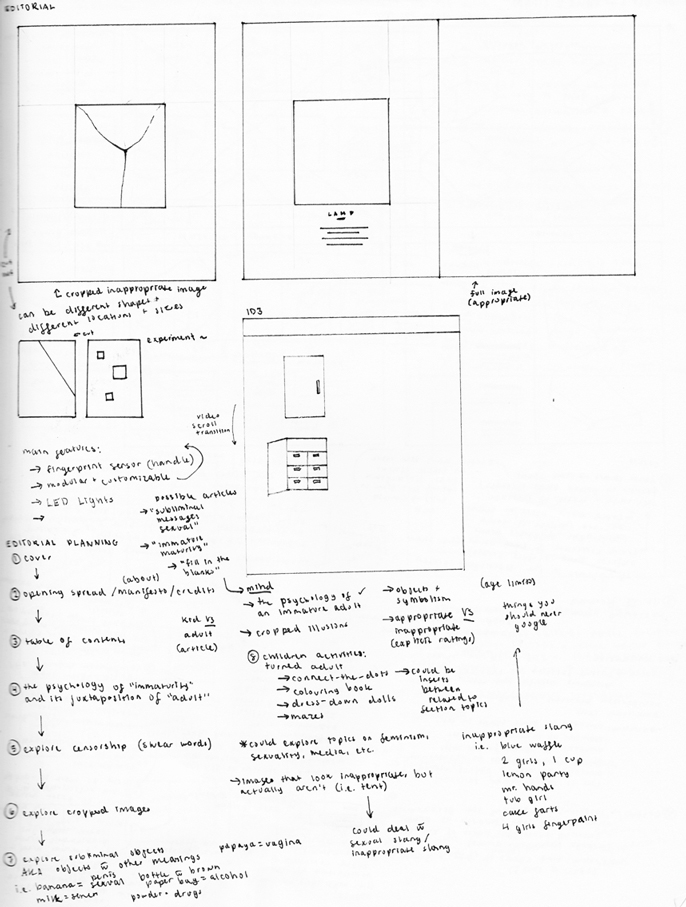 EDITORIAL
LAMP
↑ cropped inappropriate image
can be different shapes +
different locations + sizes
↑
full image
(appropriate)
cut
experiment ~
103
video
scroll
transition
main features:
→ fingerprint sensor (handle)
→ modular + customizable
→ LED Lights
→
possible articles
→ "subliminal
messages
sexual"
→ "immature
maturity"
→ "fill in the
blanks"
EDITORIAL PLANNING
① cover
(about)
② opening spread/manifesto/credits
kid vs
adult
(article)
③ table of contents
④ the psychology of "immaturity"
and its juxtaposition of "adult"
⑤ explore censorship (swear words)
⑥ explore cropped images
⑦ explore subliminal objects
AKA objects w̄ other meanings
i.e. banana = penis
sexual
milk = semen
papaya = vagina
bottle w̄ brown
paper bag = alcohol
powder = drugs
→ mind
→ the psychology of ✓
an immature adult
→ cropped illusions
→ objects +
symbolism
→ appropriate VS
inappropriate
(explicit ratings)
(age limits)
things you
should never
google
⑧ children activities:
turned adult
→ connect-the-dots
→ colouring book
→ dress-down dolls
→ mazes
→ could be
inserts
between
related to
section topics
*could explore topics on feminism,
sexuality, media, etc.
→ images that look inappropriate, but
actually aren't (i.e. tent)
could deal w̄
sexual slang/
inappropriate slang
inappropriate slang
i.e. blue waffle
2 girls, 1 cup
lemon party
mr. hands
tub girl
cake farts
4 girls fingerpaint